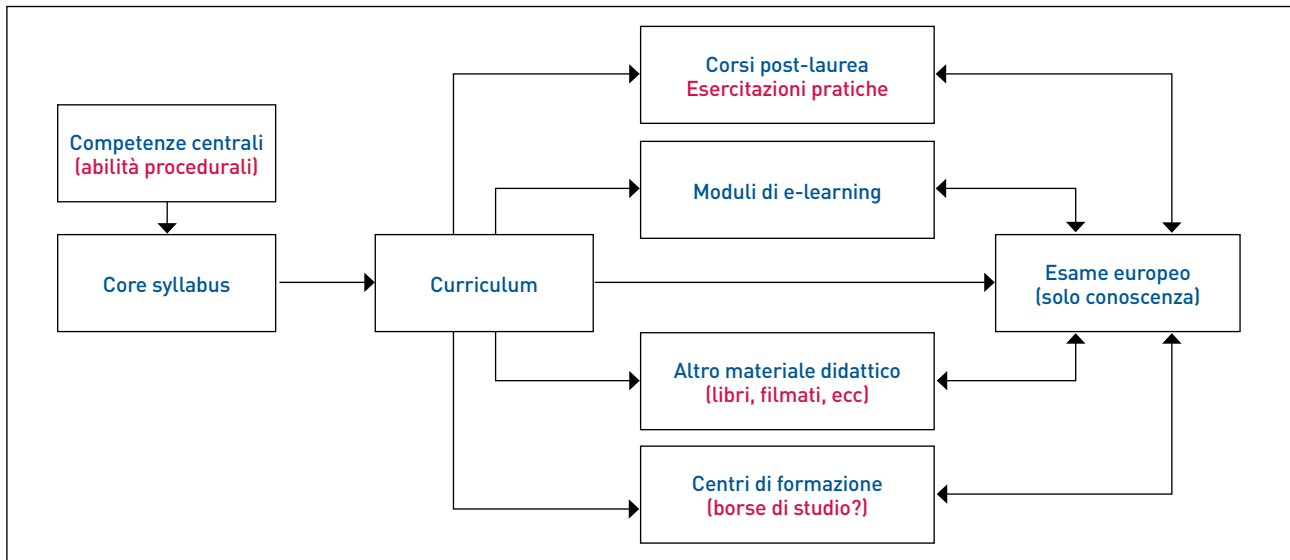 Corsi post-laurea
Esercitazioni pratiche
Competenze centrali
(abilità procedurali)
Moduli di e-learning
Core syllabus
Curriculum
Esame europeo
(solo conoscenza)
Altro materiale didattico
(libri, filmati, ecc)
Centri di formazione
(borse di studio?)